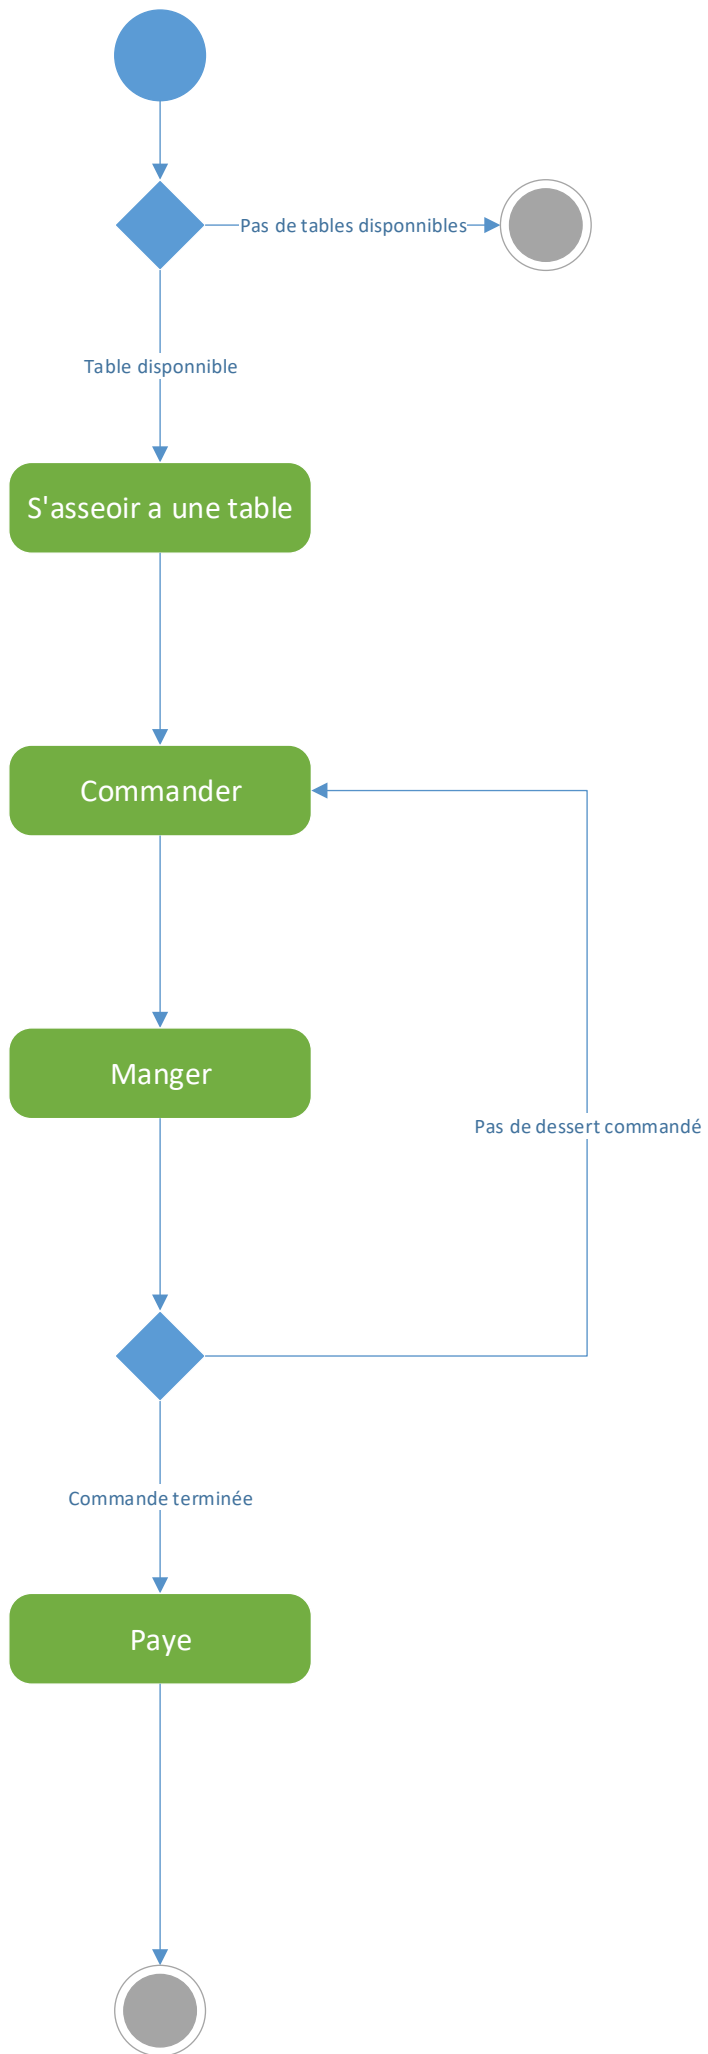 Pas de tables disponnibles
Table disponnible
S'asseoir a une table
Commander
Manger
Pas de dessert commandé
Commande terminée
Paye